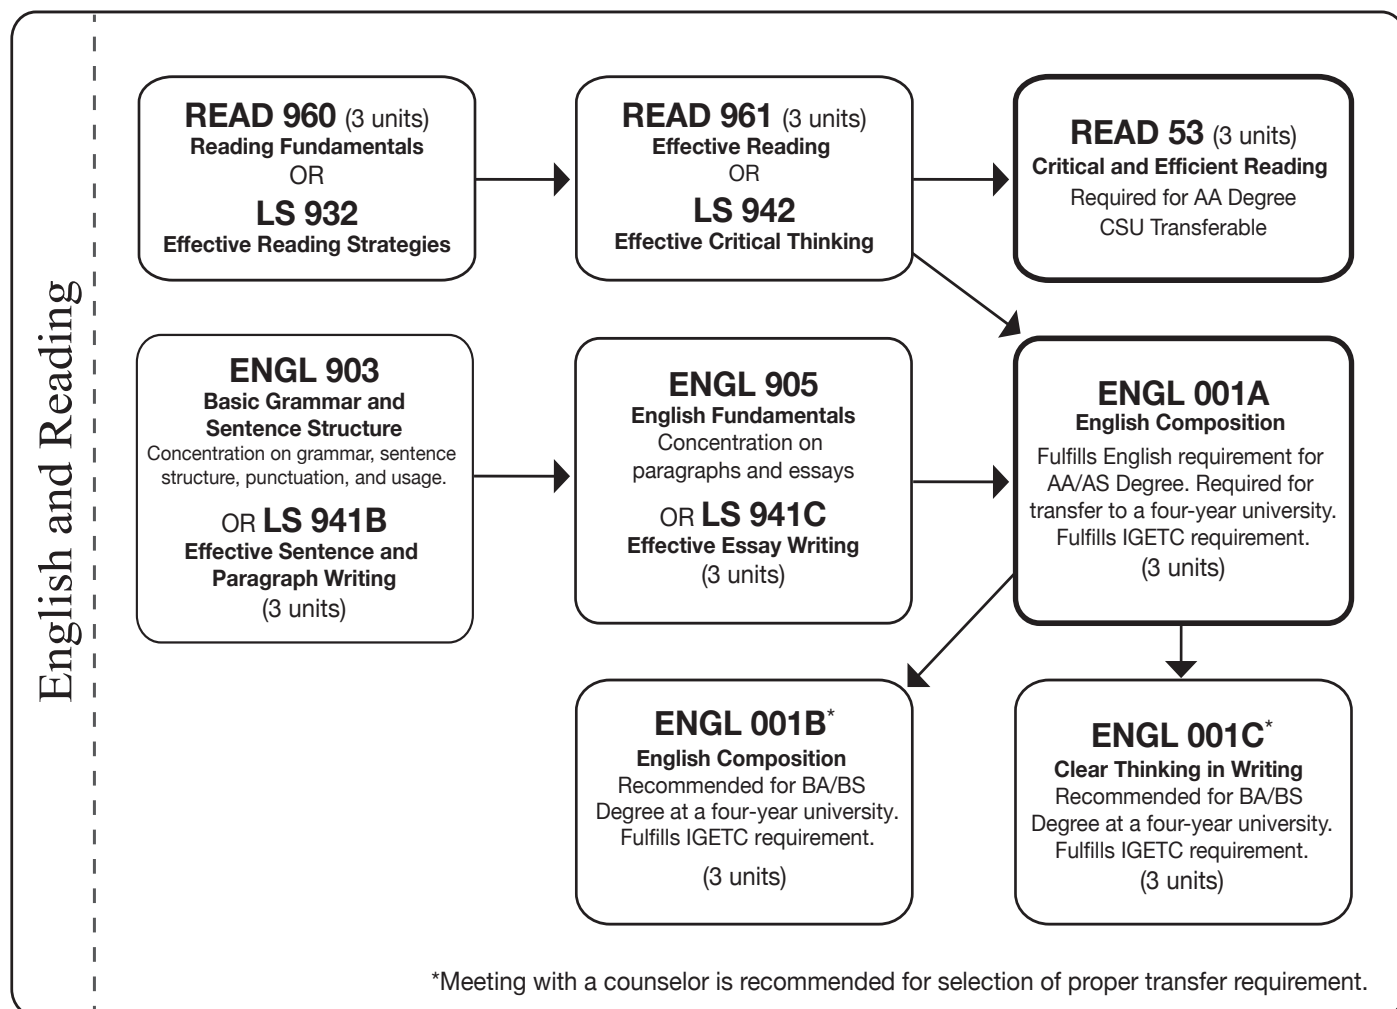 English and Reading
READ 960 (3 units)
Reading Fundamentals
OR
LS 932
Effective Reading Strategies
READ 961 (3 units)
Effective Reading
OR
LS 942
Effective Critical Thinking
READ 53 (3 units)
Critical and Efficient Reading
Required for AA Degree
CSU Transferable
ENGL 903
Basic Grammar and
Sentence Structure
Concentration on grammar, sentence
structure, punctuation, and usage.
OR LS 941B
Effective Sentence and
Paragraph Writing
(3 units)
ENGL 905
English Fundamentals
Concentration on
paragraphs and essays
OR LS 941C
Effective Essay Writing
(3 units)
ENGL 001A
English Composition
Fulfills English requirement for
AA/AS Degree. Required for
transfer to a four-year university.
Fulfills IGETC requirement.
(3 units)
ENGL 001B*
English Composition
Recommended for BA/BS
Degree at a four-year university.
Fulfills IGETC requirement.
(3 units)
ENGL 001C*
Clear Thinking in Writing
Recommended for BA/BS
Degree at a four-year university.
Fulfills IGETC requirement.
(3 units)
*Meeting with a counselor is recommended for selection of proper transfer requirement.